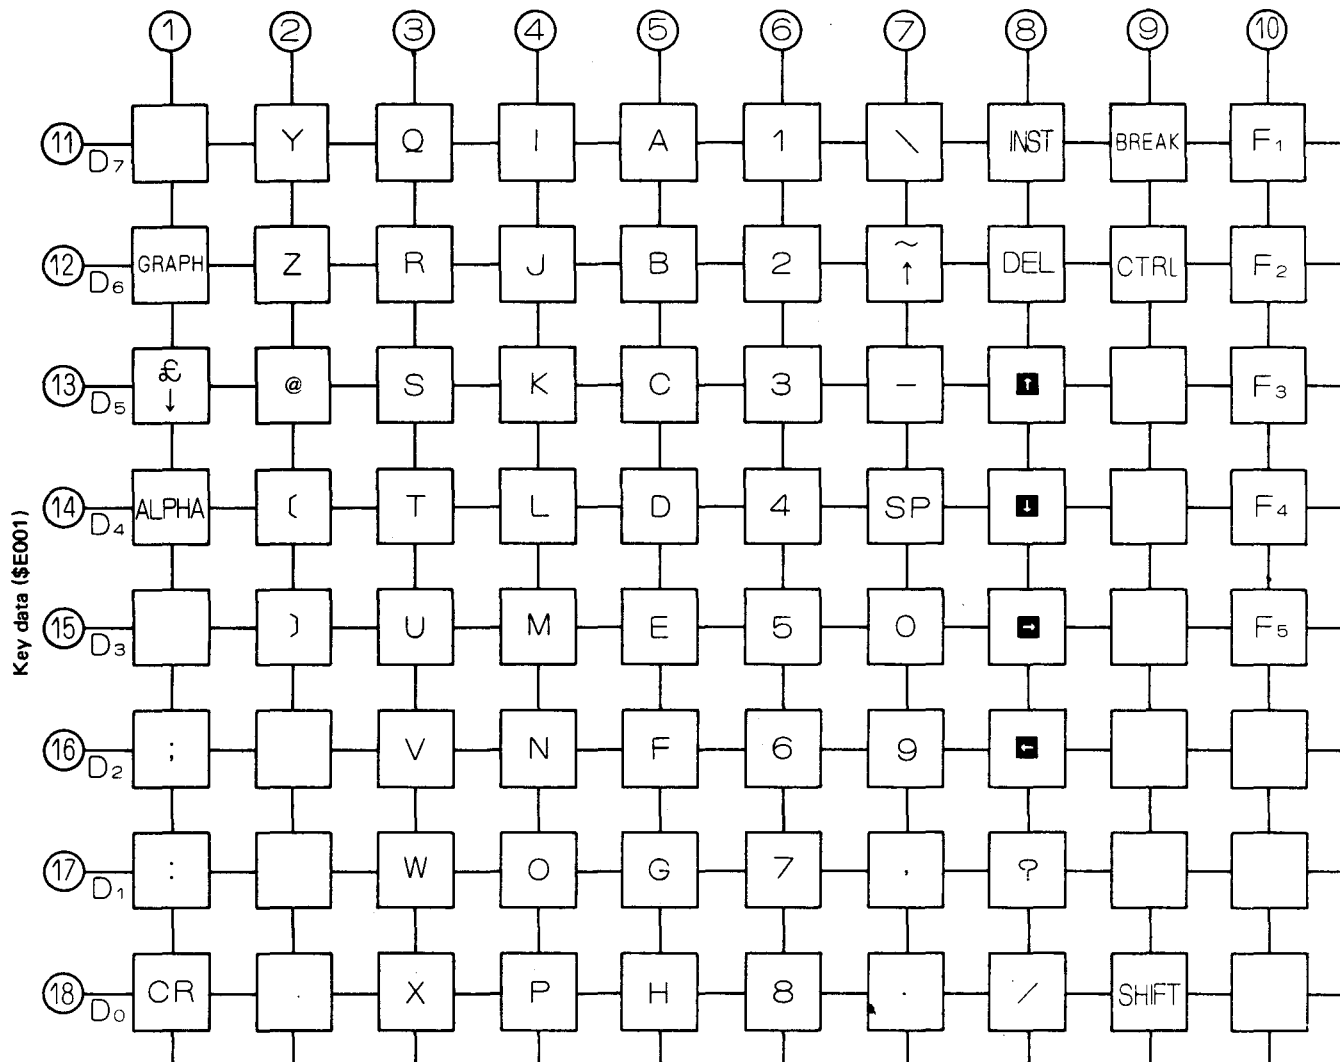 ① ② ③ ④ ⑤ ⑥ ⑦ ⑧ ⑨ ⑩
⑪ D7 Y Q I A 1 \ INST BREAK F1
⑫ D6 GRAPH Z R J B 2 ~ ↑ DEL CTRL F2
⑬ D5 £ ↓ @ S K C 3 - ↑ F3
⑭ D4 ALPHA [ T L D 4 SP ↓ F4
⑮ D3 ] U M E 5 0 → F5
⑯ D2 ; V N F 6 9 ←
⑰ D1 : W O G 7 , ?
⑱ D0 CR X P H 8 . / SHIFT
Key data ($E001)